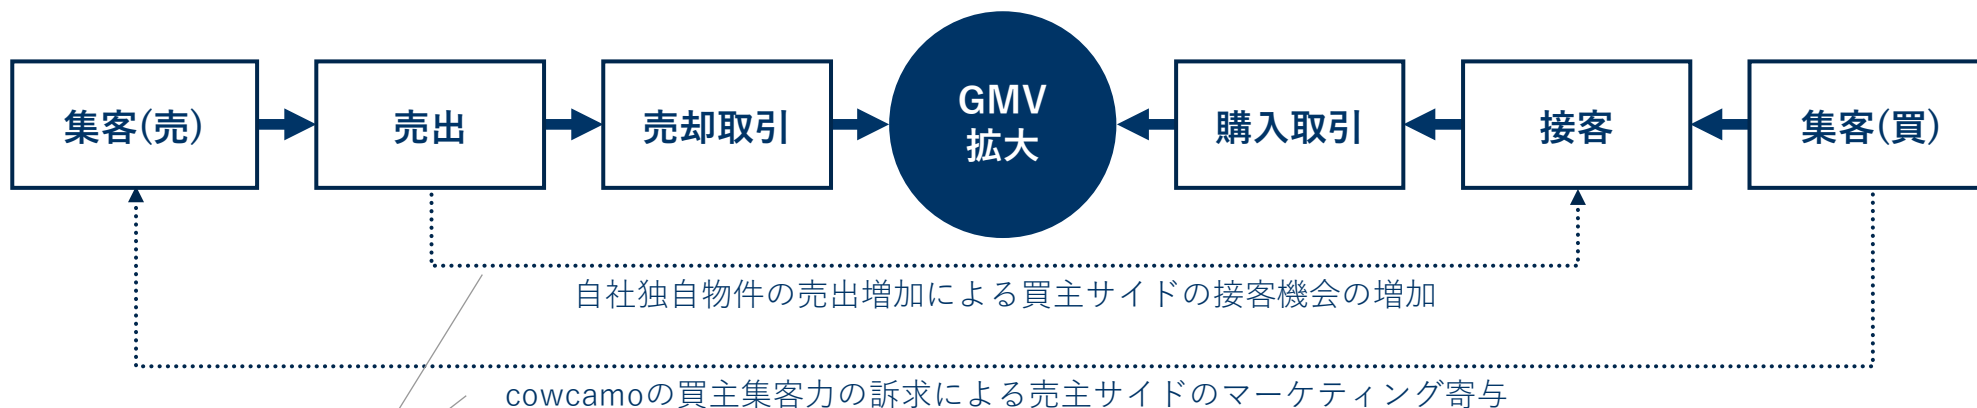 集客(売)
売出
売却取引
GMV
拡大
購入取引
接客
集客(買)
自社独自物件の売出増加による買主サイドの接客機会の増加
cowcamoの買主集客力の訴求による売主サイドのマーケティング寄与